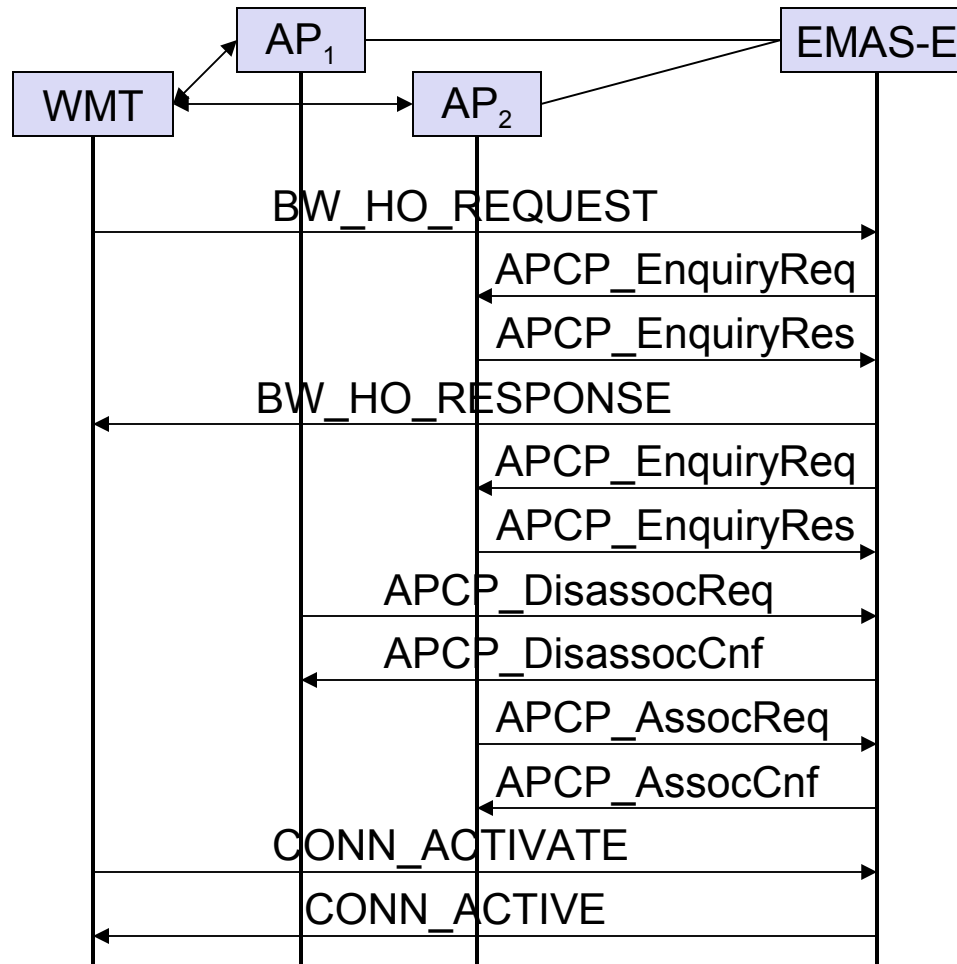 AP₁
EMAS-E
WMT
AP₂
BW_HO_REQUEST
APCP_EnquiryReq
APCP_EnquiryRes
BW_HO_RESPONSE
APCP_EnquiryReq
APCP_EnquiryRes
APCP_DisassocReq
APCP_DisassocCnf
APCP_AssocReq
APCP_AssocCnf
CONN_ACTIVATE
CONN_ACTIVE